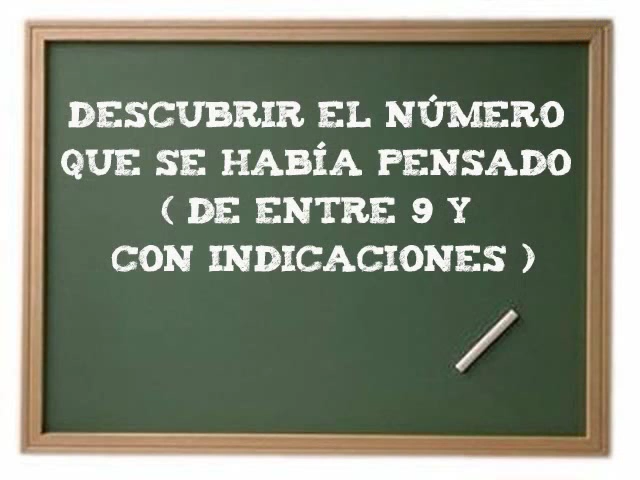 DESCUBRIR EL NÚMERO
QUE SE HABÍA PENSADO
( DE ENTRE 9 Y
CON INDICACIONES )